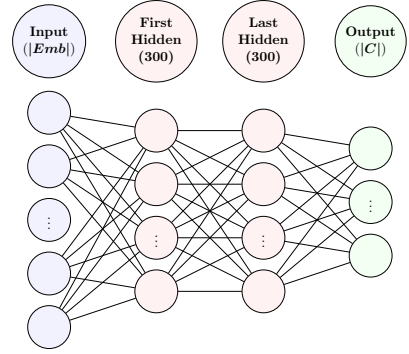 Input
(|Emb|)
First
Hidden
(300)
Last
Hidden
(300)
Output
(|C|)
⋮
⋮
⋮
⋮